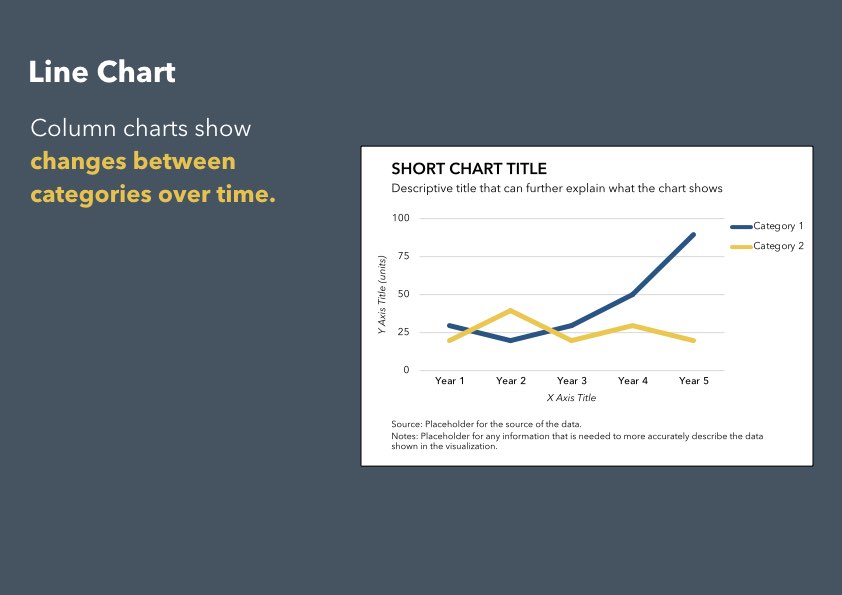 Line Chart
Column charts show
changes between
categories over time.
SHORT CHART TITLE
Descriptive title that can further explain what the chart shows
100
75
50
25
0
Y Axis Title (units)
Category 1
Category 2
Year 1 Year 2 Year 3 Year 4 Year 5
X Axis Title
Source: Placeholder for the source of the data.
Notes: Placeholder for any information that is needed to more accurately describe the data
shown in the visualization.